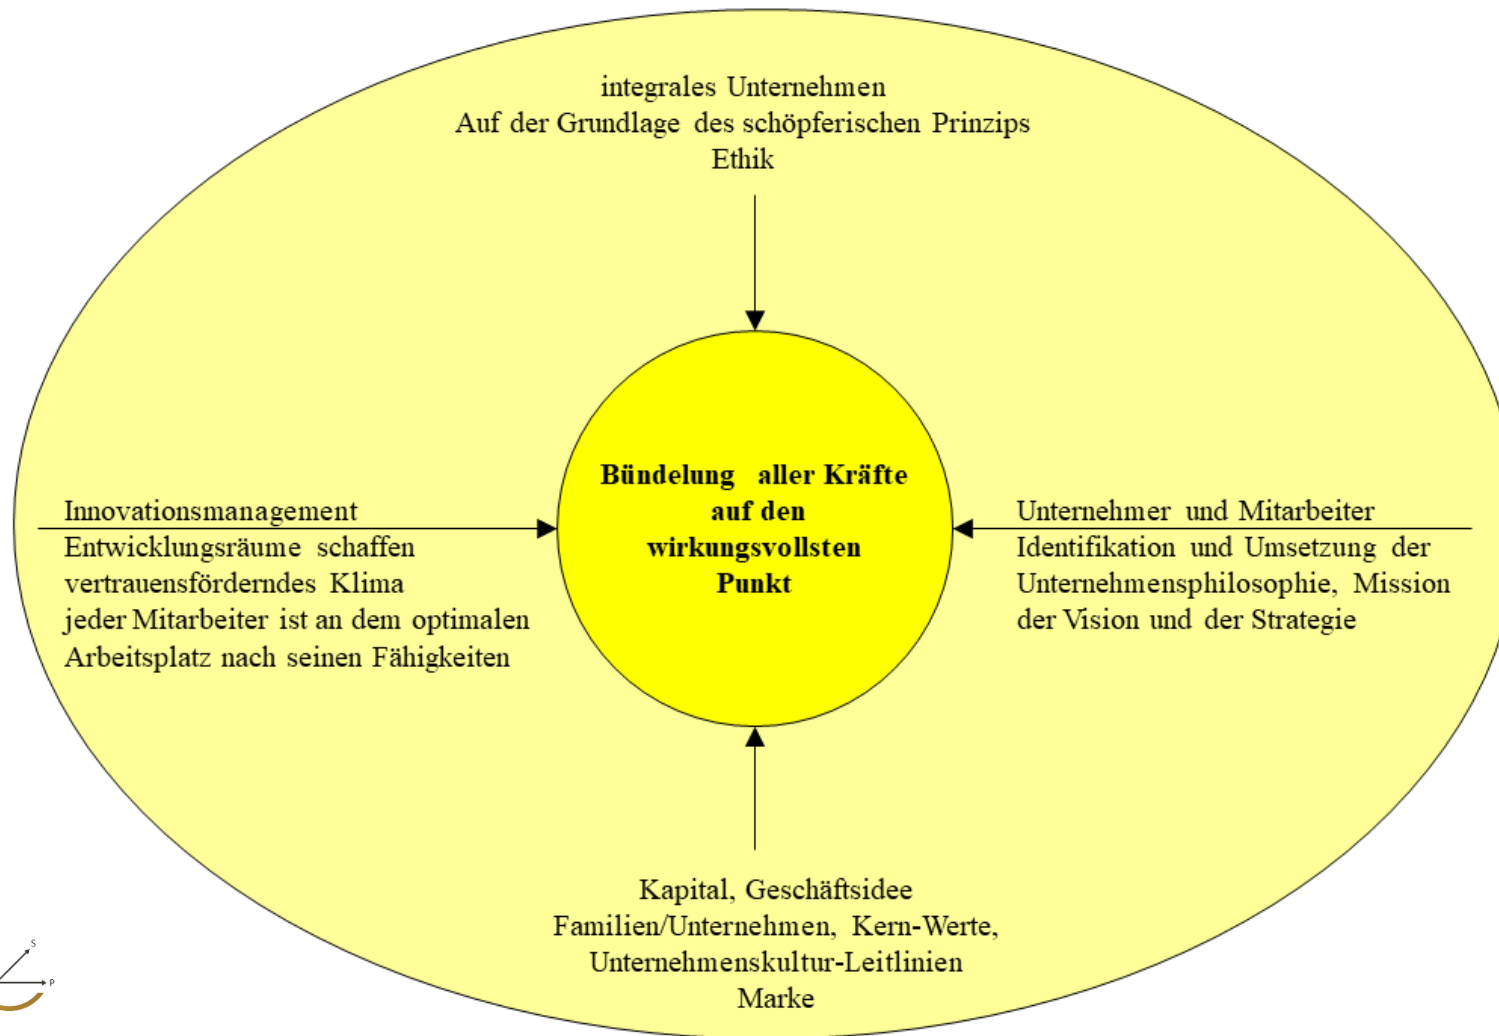 integrales Unternehmen
Auf der Grundlage des schöpferischen Prinzips
Ethik
Bündelung aller Kräfte
auf den
wirkungsvollsten
Punkt
Innovationsmanagement
Entwicklungsräume schaffen
vertrauensförderndes Klima
jeder Mitarbeiter ist an dem optimalen
Arbeitsplatz nach seinen Fähigkeiten
Unternehmer und Mitarbeiter
Identifikation und Umsetzung der
Unternehmensphilosophie, Mission
der Vision und der Strategie
Kapital, Geschäftsidee
Familien/Unternehmen, Kern-Werte,
Unternehmenskultur-Leitlinien
Marke
S
P